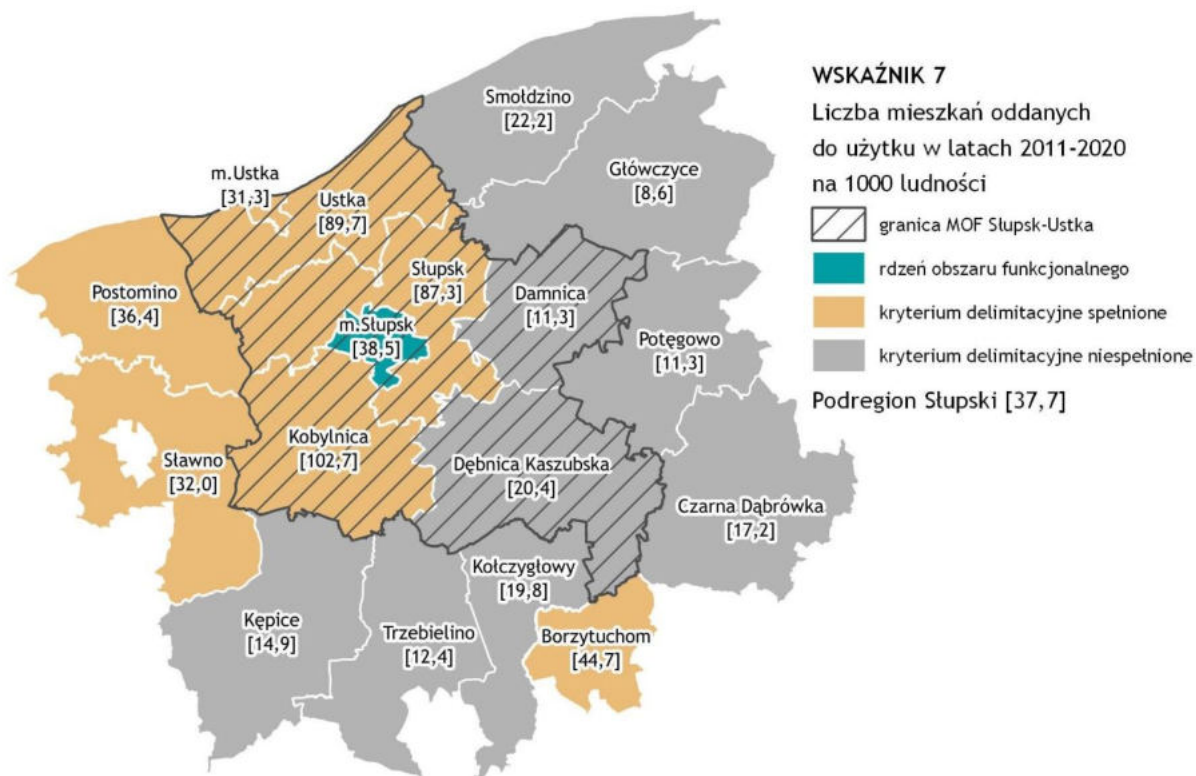 WSKAŹNIK 7
Liczba mieszkań oddanych
do użytku w latach 2011-2020
na 1000 ludności
granica MOF Słupsk-Ustka
rdzeń obszaru funkcjonalnego
kryterium delimitacyjne spełnione
kryterium delimitacyjne niespełnione
Podregion Słupski [37,7]
Smołdzino
[22,2]
Główczyce
[8,6]
m.Ustka
[31,3]
Ustka
[89,7]
Słupsk
[87,3]
Postomino
[36,4]
Damnica
[11,3]
m.Słupsk
[38,5]
Potęgowo
[11,3]
Kobylnica
[102,7]
Sławno
[32,0]
Dębnica Kaszubska
[20,4]
Czarna Dąbrówka
[17,2]
Kołczygłowy
[19,8]
Kępice
[14,9]
Trzebielino
[12,4]
Borzytuchom
[44,7]